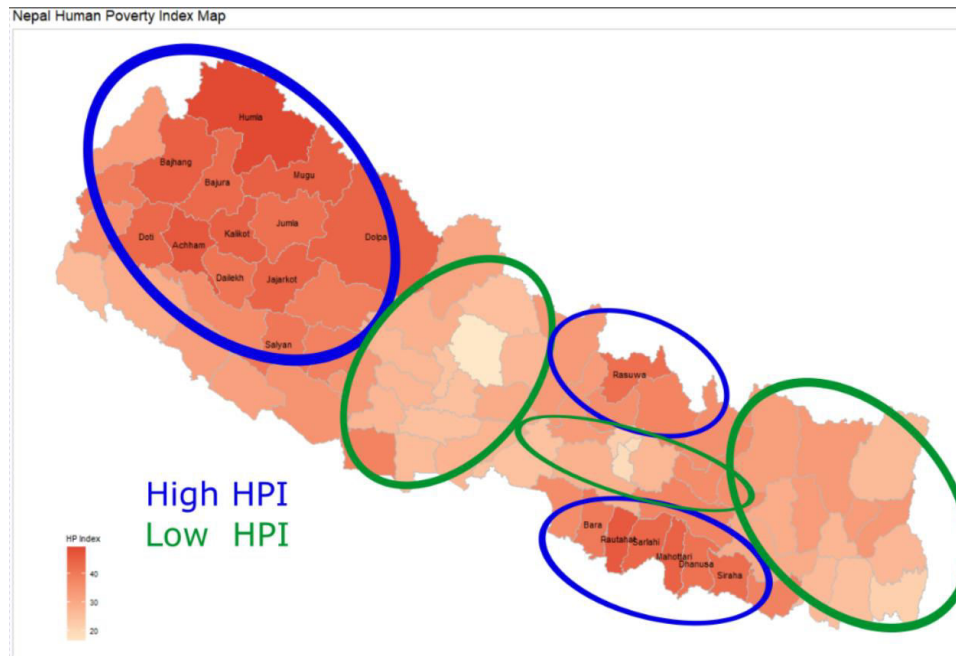 Nepal Human Poverty Index Map
Humla
Bajhang
Bajura
Mugu
Jumla
Doti
Achham
Kalikot
Dolpa
Dailekh
Jajarkot
Salyan
Rasuwa
High HPI
Low HPI
Bara
Rautahat
Sarlahi
Mahottari
Dhanusa
Siraha
HP Index
40
30
20